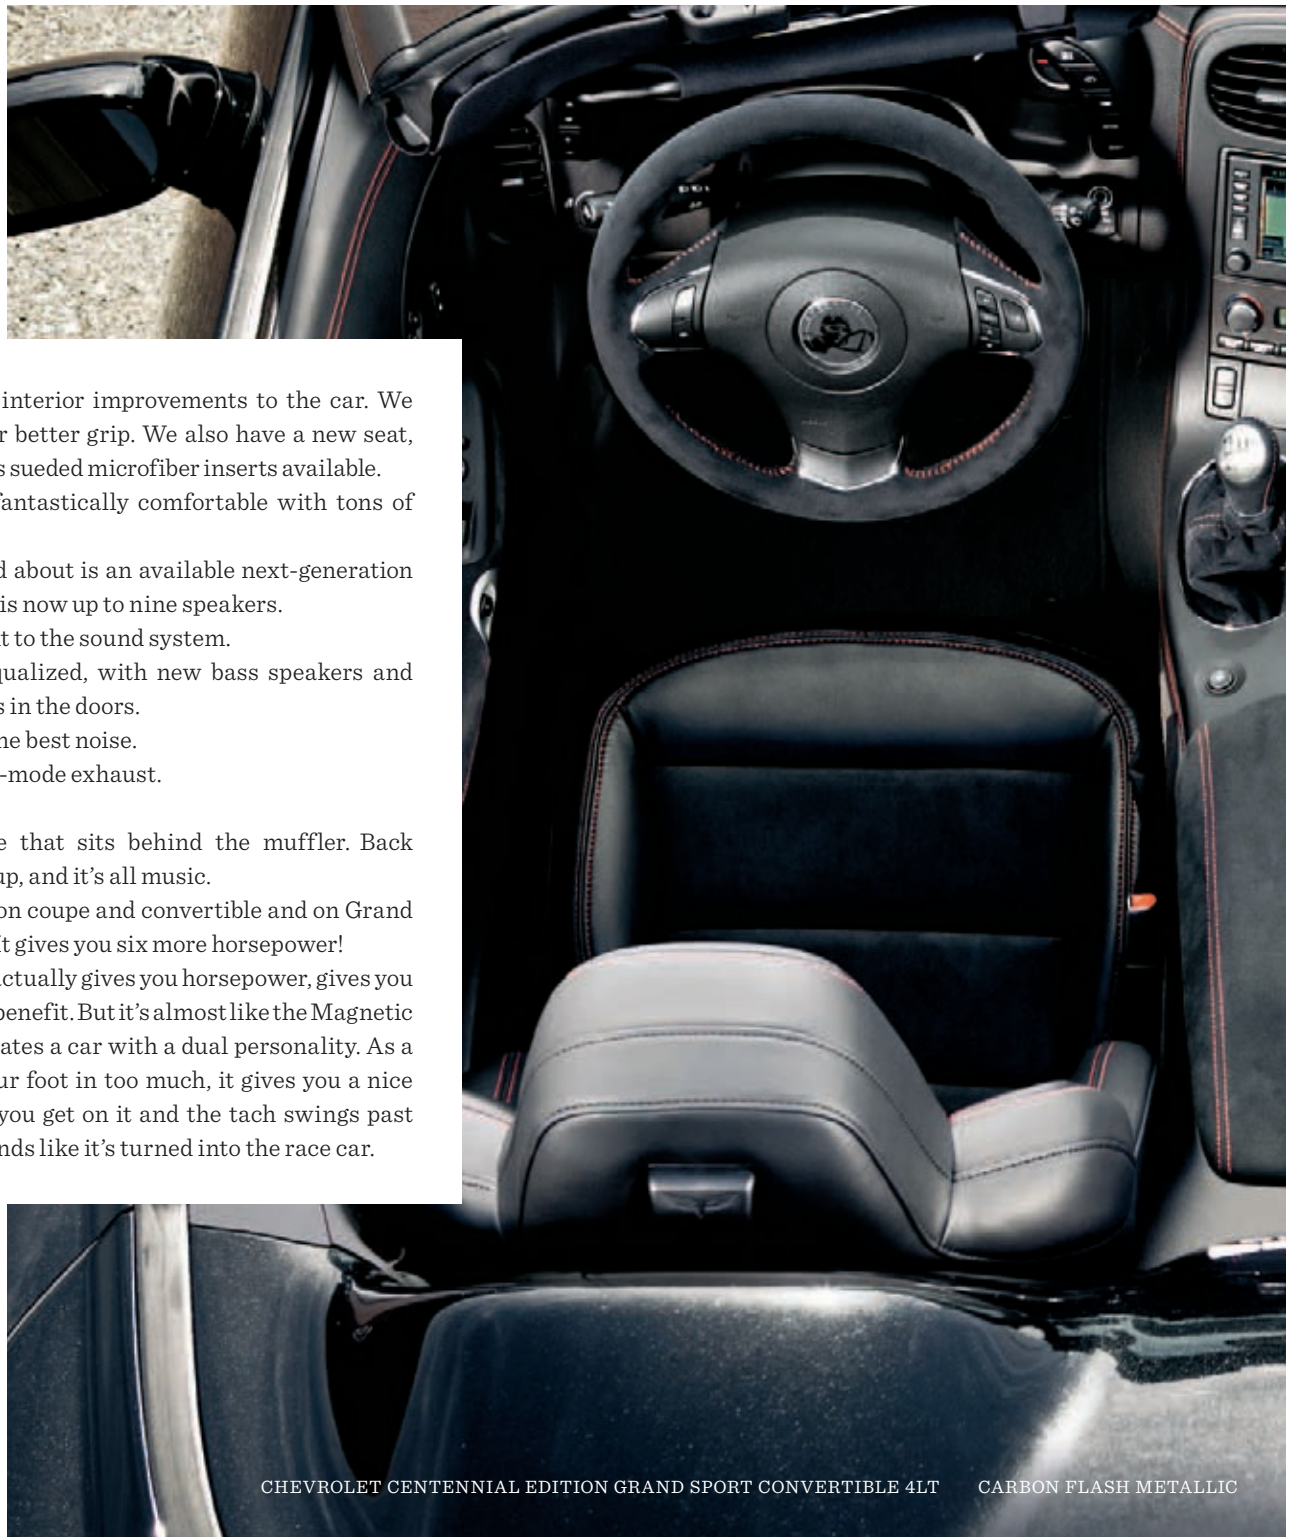 interior improvements to the car. We
better grip. We also have a new seat,
sueded microfiber inserts available.
fantastically comfortable with tons of
about is an available next-generation
is now up to nine speakers.
to the sound system.
with new bass speakers and
in the doors.
best noise.
-mode exhaust.
that sits behind the muffler. Back
up, and it's all music.
on coupe and convertible and on Grand
It gives you six more horsepower!
actually gives you horsepower, gives you
benefit. But it's almost like the Magnetic
a car with a dual personality. As a
foot in too much, it gives you a nice
you get on it and the tach swings past
like it's turned into the race car.
CHEVROLET CENTENNIAL EDITION GRAND SPORT CONVERTIBLE 4LT CARBON FLASH METALLIC